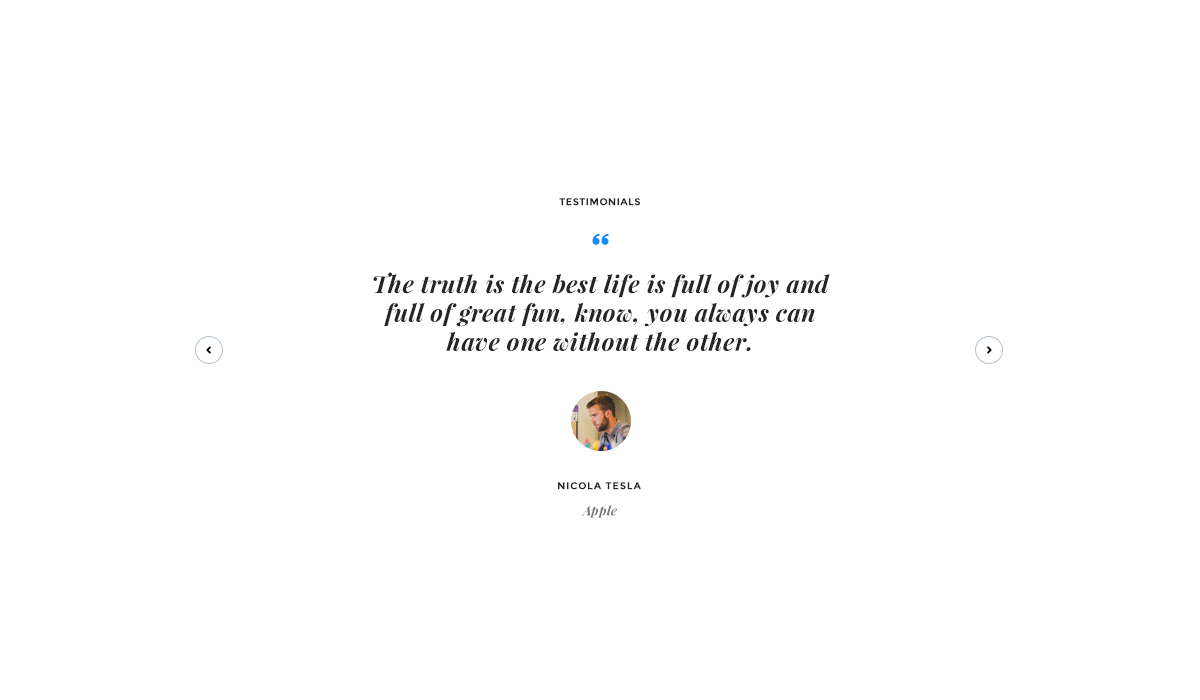 TESTIMONIALS
“
The truth is the best life is full of joy and
full of great fun, know, you always can
have one without the other.
NICOLA TESLA
Apple